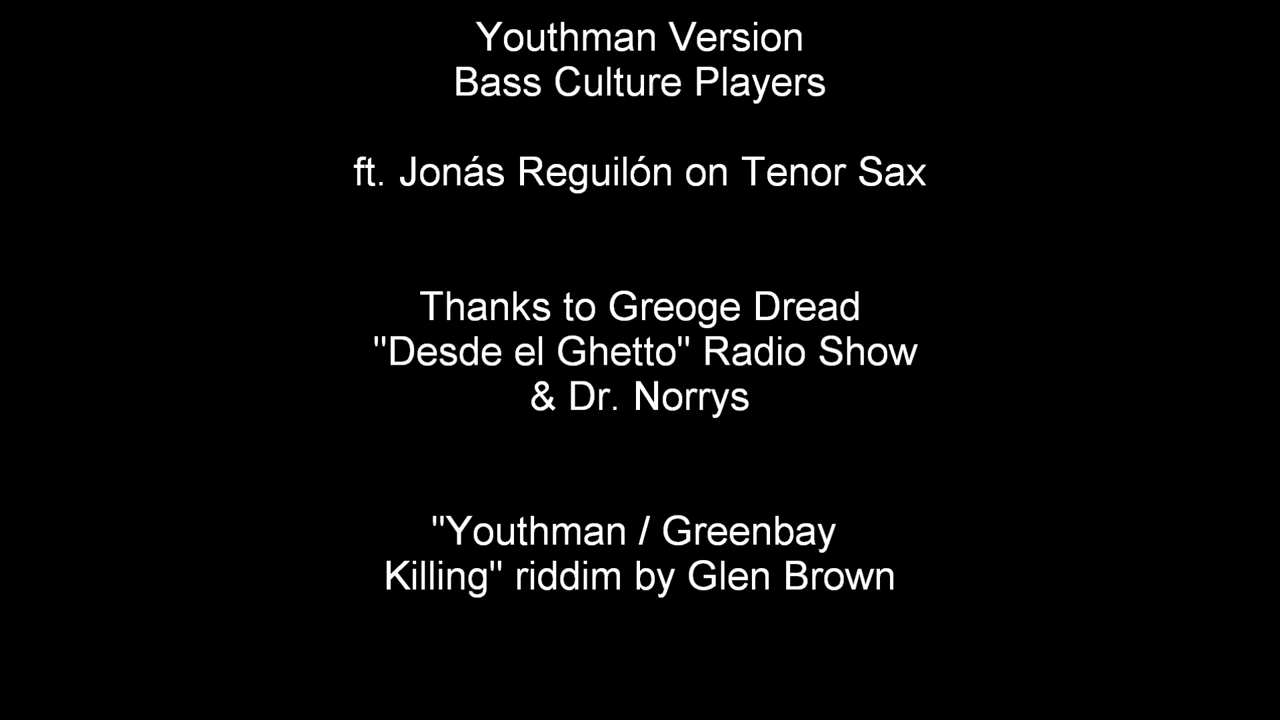 Youthman Version
Bass Culture Players
ft. Jonás Reguilón on Tenor Sax
Thanks to Greoge Dread
"Desde el Ghetto" Radio Show
& Dr. Norrys
"Youthman / Greenbay
Killing" riddim by Glen Brown